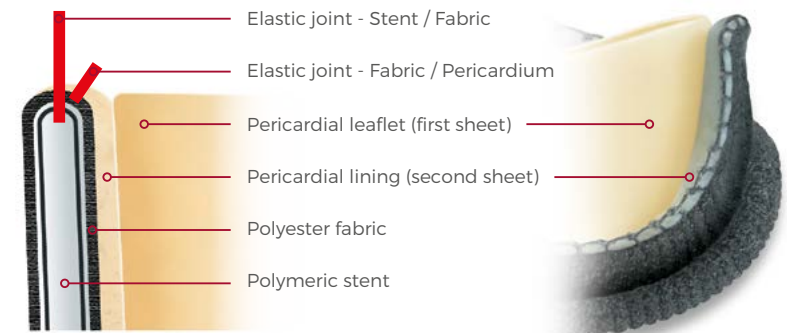 Elastic joint - Stent / Fabric
Elastic joint - Fabric / Pericardium
Pericardial leaflet (first sheet)
Pericardial lining (second sheet)
Polyester fabric
Polymeric stent